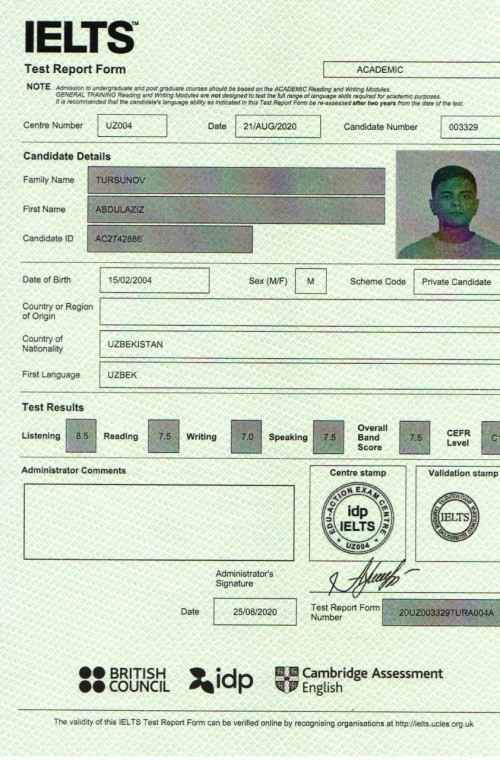 IELTS™
Test Report Form
ACADEMIC
NOTE Admission to undergraduate and post graduate courses should be based on the ACADEMIC Reading and Writing Modules.
GENERAL TRAINING Reading and Writing Modules are not designed to test the full range of language skills required for academic purposes.
It is recommended that the candidate's language ability as indicated in this Test Report Form be re-assessed after two years from the date of the test.
Centre Number UZ004 Date 21/AUG/2020 Candidate Number 003329
Candidate Details
Family Name TURSUNOV
First Name ABDULAZIZ
Candidate ID AC2742886
Date of Birth 15/02/2004 Sex (M/F) M Scheme Code Private Candidate
Country or Region
of Origin
Country of
Nationality UZBEKISTAN
First Language UZBEK
Test Results
Listening 8.5 Reading 7.5 Writing 7.0 Speaking 7.5 Overall Band Score 7.5 CEFR Level
Administrator Comments
Centre stamp
Validation stamp
EDU-ACTION EXAM CENTRE
idp
IELTS
UZ004
IELTS
Administrator's
Signature
Date 25/08/2020
Test Report Form
Number 20UZ003329TURA004A
BRITISH
COUNCIL
idp
Cambridge Assessment
English
The validity of this IELTS Test Report Form can be verified online by recognising organisations at http://ielts.ucles.org.uk